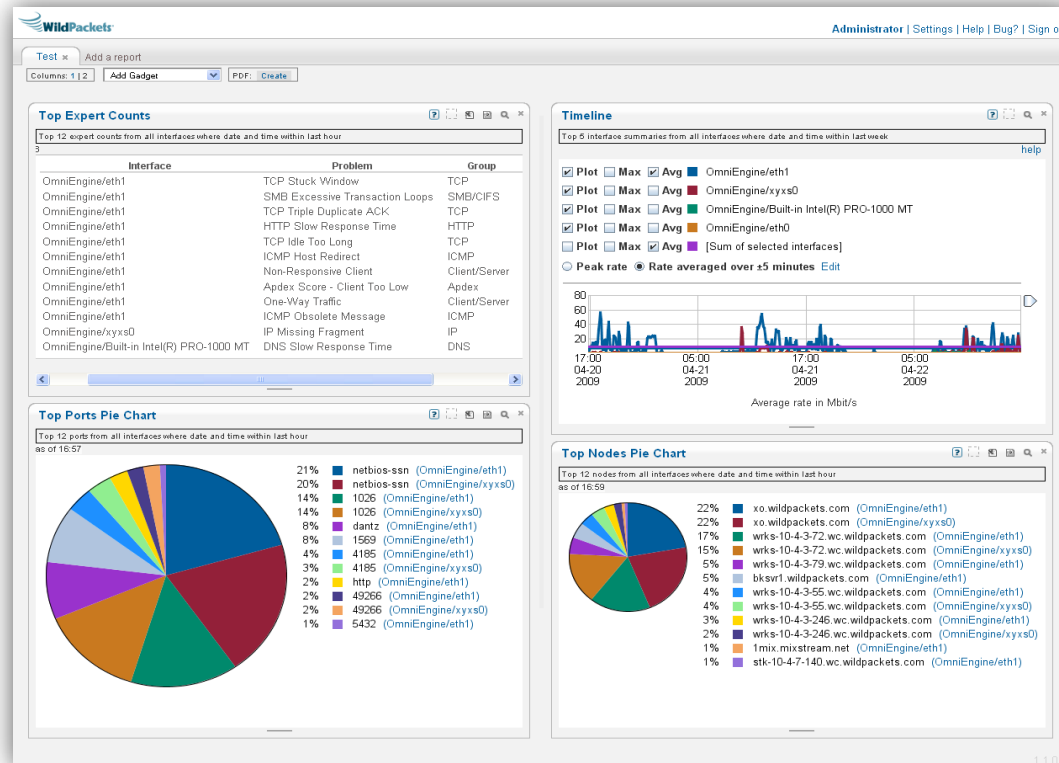 WildPackets
Administrator | Settings | Help | Bug? | Sign o
Test × Add a report
Columns: 1 | 2 Add Gadget PDF: Create
Top Expert Counts
Top 12 expert counts from all interfaces where date and time within last hour
Interface Problem Group
OmniEngine/eth1 TCP Stuck Window TCP
OmniEngine/eth1 SMB Excessive Transaction Loops SMB/CIFS
OmniEngine/eth1 TCP Triple Duplicate ACK TCP
OmniEngine/eth1 HTTP Slow Response Time HTTP
OmniEngine/eth1 TCP Idle Too Long TCP
OmniEngine/eth1 ICMP Host Redirect ICMP
OmniEngine/eth1 Non-Responsive Client Client/Server
OmniEngine/eth1 Apdex Score - Client Too Low Apdex
OmniEngine/eth1 One-Way Traffic Client/Server
OmniEngine/eth1 ICMP Obsolete Message ICMP
OmniEngine/xyxs0 IP Missing Fragment IP
OmniEngine/Built-in Intel(R) PRO-1000 MT DNS Slow Response Time DNS
Timeline
Top 5 interface summaries from all interfaces where date and time within last week
help
Plot Max Avg OmniEngine/eth1
Plot Max Avg OmniEngine/xyxs0
Plot Max Avg OmniEngine/Built-in Intel(R) PRO-1000 MT
Plot Max Avg OmniEngine/eth0
Plot Max Avg [Sum of selected interfaces]
Peak rate Rate averaged over ±5 minutes Edit
80
60
40
20
17:00 05:00 17:00 05:00
04-20 04-21 04-21 04-22
2009 2009 2009 2009
Average rate in Mbit/s
Top Ports Pie Chart
Top 12 ports from all interfaces where date and time within last hour
as of 16:57
21% netbios-ssn (OmniEngine/eth1)
20% netbios-ssn (OmniEngine/xyxs0)
14% 1026 (OmniEngine/eth1)
14% 1026 (OmniEngine/xyxs0)
8% dantz (OmniEngine/eth1)
8% 1569 (OmniEngine/eth1)
4% 4185 (OmniEngine/eth1)
3% 4185 (OmniEngine/xyxs0)
2% http (OmniEngine/eth1)
2% 49266 (OmniEngine/eth1)
2% 49266 (OmniEngine/xyxs0)
1% 5432 (OmniEngine/eth1)
Top Nodes Pie Chart
Top 12 nodes from all interfaces where date and time within last hour
as of 16:59
22% xo.wildpackets.com (OmniEngine/eth1)
22% xo.wildpackets.com (OmniEngine/xyxs0)
17% wrks-10-4-3-72.wc.wildpackets.com (OmniEngine/eth1)
15% wrks-10-4-3-72.wc.wildpackets.com (OmniEngine/xyxs0)
5% wrks-10-4-3-79.wc.wildpackets.com (OmniEngine/eth1)
5% bkswr1.wildpackets.com (OmniEngine/eth1)
4% wrks-10-4-3-55.wc.wildpackets.com (OmniEngine/eth1)
4% wrks-10-4-3-55.wc.wildpackets.com (OmniEngine/xyxs0)
3% wrks-10-4-3-246.wc.wildpackets.com (OmniEngine/eth1)
2% wrks-10-4-3-246.wc.wildpackets.com (OmniEngine/xyxs0)
1% 1mix.mixstream.net (OmniEngine/eth1)
1% stk-10-4-7-140.wc.wildpackets.com (OmniEngine/eth1)